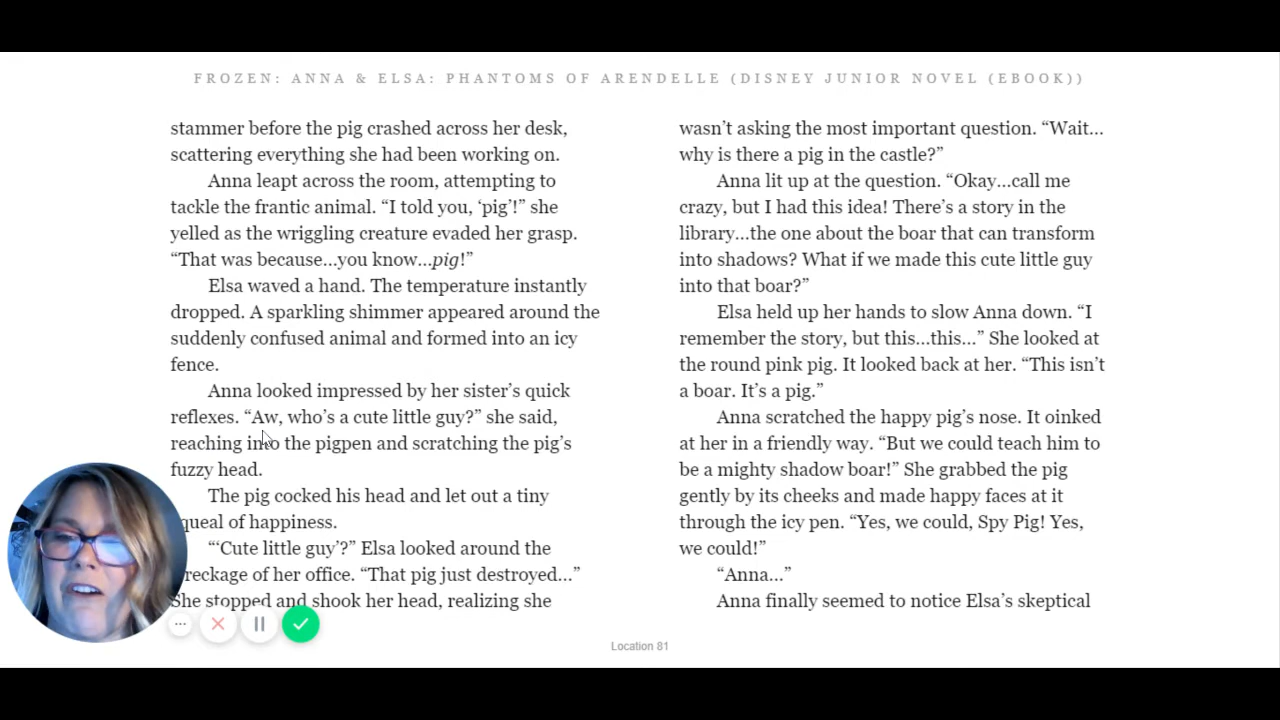 FROZEN: ANNA & ELSA: PHANTOMS OF ARENDELLE (DISNEY JUNIOR NOVEL (EBOOK))
stammer before the pig crashed across her desk,
scattering everything she had been working on.
Anna leapt across the room, attempting to
tackle the frantic animal. “I told you, ‘pig’!” she
yelled as the wriggling creature evaded her grasp.
“That was because…you know…pig!”
Elsa waved a hand. The temperature instantly
dropped. A sparkling shimmer appeared around the
suddenly confused animal and formed into an icy
fence.
Anna looked impressed by her sister’s quick
reflexes. “Aw, who’s a cute little guy?” she said,
reaching into the pigpen and scratching the pig’s
fuzzy head.
The pig cocked his head and let out a tiny
queal of happiness.
“‘Cute little guy’?” Elsa looked around the
reckage of her office. “That pig just destroyed…”
She stopped and shook her head, realizing she
wasn’t asking the most important question. “Wait…
why is there a pig in the castle?”
Anna lit up at the question. “Okay…call me
crazy, but I had this idea! There’s a story in the
library…the one about the boar that can transform
into shadows? What if we made this cute little guy
into that boar?”
Elsa held up her hands to slow Anna down. “I
remember the story, but this…this…” She looked at
the round pink pig. It looked back at her. “This isn’t
a boar. It’s a pig.”
Anna scratched the happy pig’s nose. It oinked
at her in a friendly way. “But we could teach him to
be a mighty shadow boar!” She grabbed the pig
gently by its cheeks and made happy faces at it
through the icy pen. “Yes, we could, Spy Pig! Yes,
we could!”
“Anna…”
Anna finally seemed to notice Elsa’s skeptical
Location 81